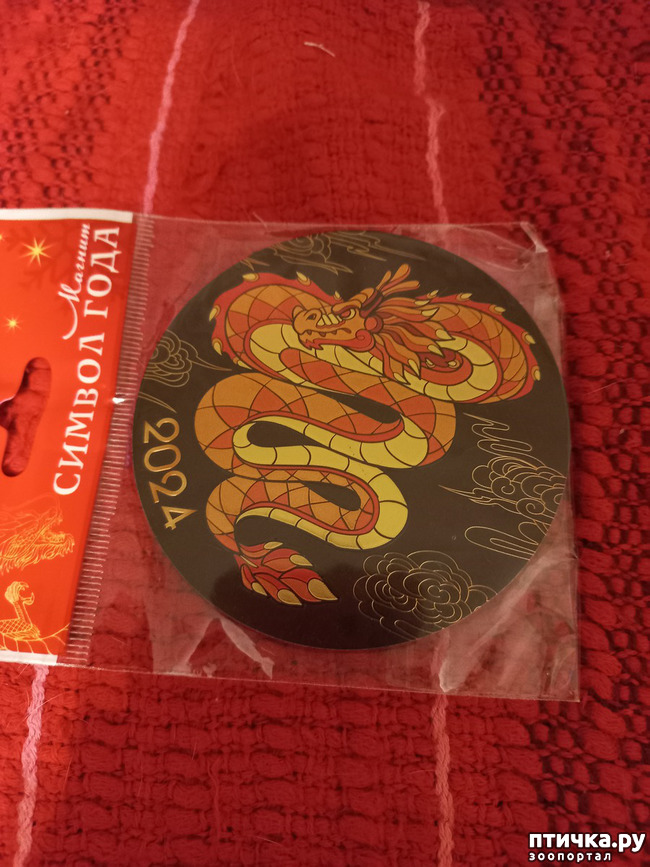 Магнит
СИМВОЛ ГОДА
2024
птичка.ру
зоопортал